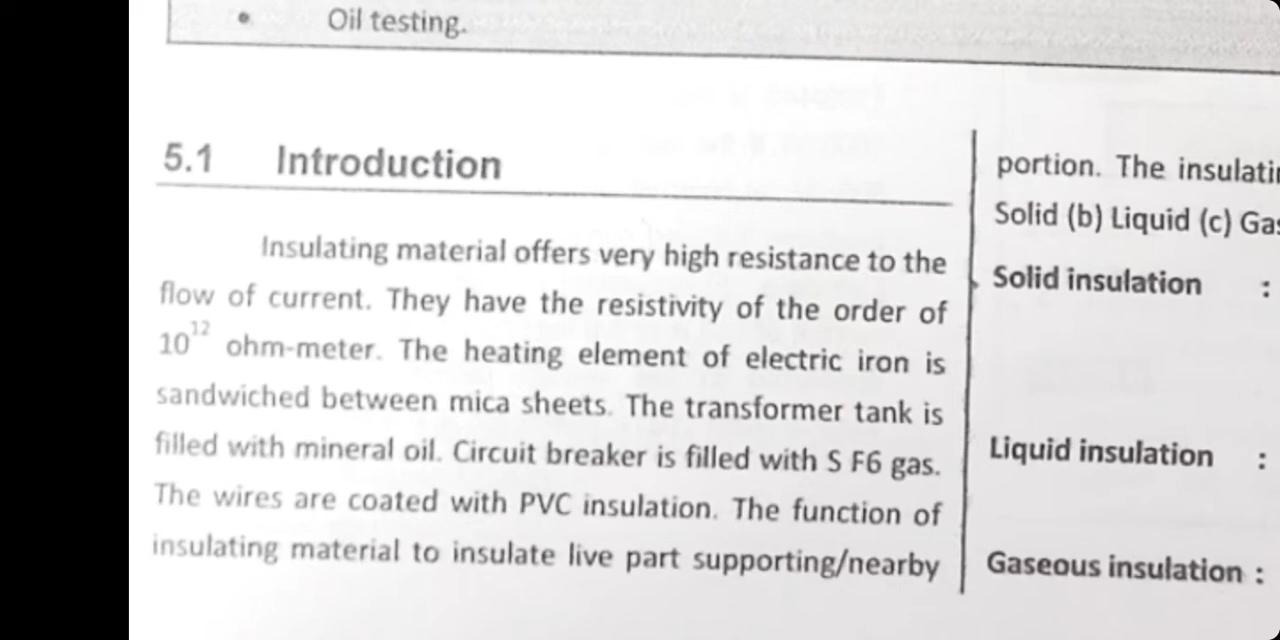 • Oil testing.
5.1 Introduction
Insulating material offers very high resistance to the
flow of current. They have the resistivity of the order of
10¹² ohm-meter. The heating element of electric iron is
sandwiched between mica sheets. The transformer tank is
filled with mineral oil. Circuit breaker is filled with S F6 gas.
The wires are coated with PVC insulation. The function of
insulating material to insulate live part supporting/nearby
portion. The
Solid (b) Liquid (c)
Solid insulation :
Liquid insulation :
Gaseous insulation :